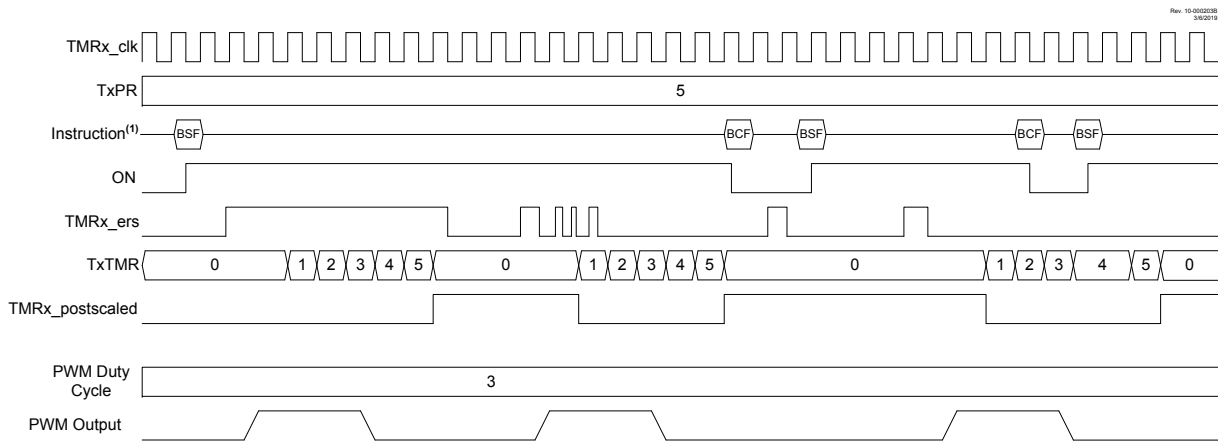 Rev. 10-000203B
3/6/2019
TMRx_clk
TxPR 5
Instruction(1) BSF BCF BSF BCF BSF
ON
TMRx_ers
TxTMR 0 1 2 3 4 5 0 1 2 3 4 5 0 1 2 3 4 5 0
TMRx_postscaled
PWM Duty
Cycle 3
PWM Output